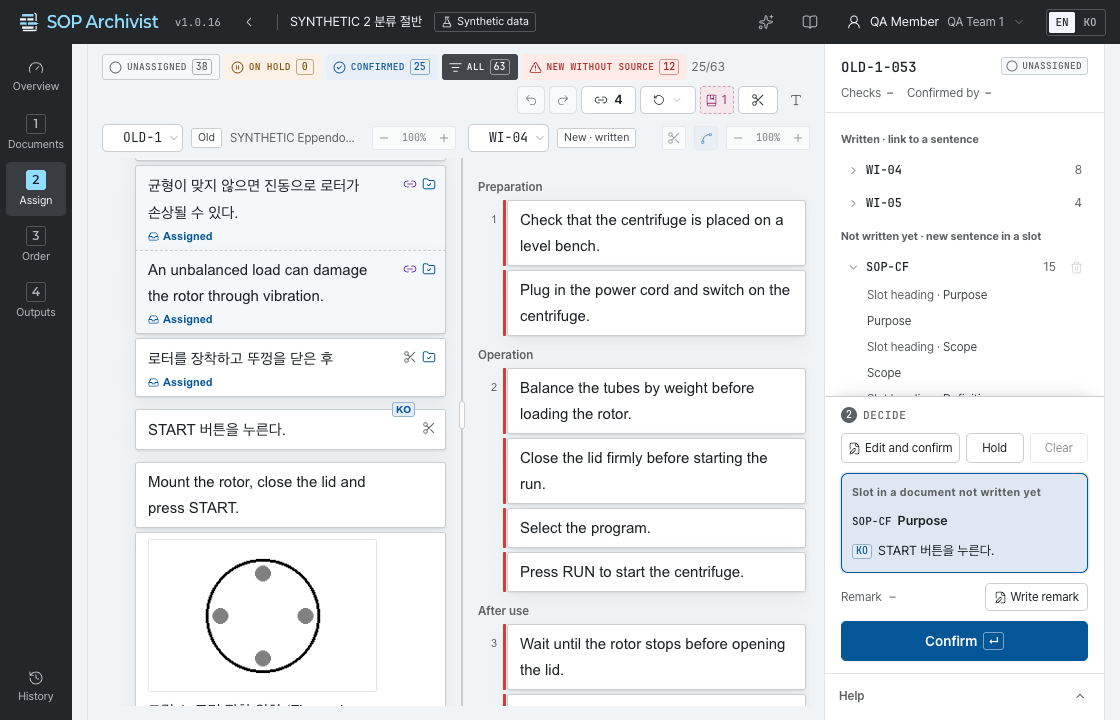 SOP Archivist v1.0.16 SYNTHETIC 2 분류 절반 Synthetic data QA Member QA Team 1 EN KO
Overview
1
Documents
2
Assign
3
Order
4
Outputs
History
UNASSIGNED 38 ON HOLD 0 CONFIRMED 25 ALL 63 NEW WITHOUT SOURCE 12 25/63
4 1
OLD-1 Old SYNTHETIC Eppendo... 100%
균형이 맞지 않으면 진동으로 로터가
손상될 수 있다.
Assigned
An unbalanced load can damage
the rotor through vibration.
Assigned
로터를 장착하고 뚜껑을 닫은 후
Assigned
KO
START 버튼을 누른다.
Mount the rotor, close the lid and
press START.
WI-04 New · written 100%
Preparation
1 Check that the centrifuge is placed on a
level bench.
Plug in the power cord and switch on the
centrifuge.
Operation
2 Balance the tubes by weight before
loading the rotor.
Close the lid firmly before starting the
run.
Select the program.
Press RUN to start the centrifuge.
After use
3 Wait until the rotor stops before opening
the lid.
OLD-1-053 UNASSIGNED
Checks – Confirmed by –
Written · link to a sentence
WI-04 8
WI-05 4
Not written yet · new sentence in a slot
SOP-CF 15
Slot heading · Purpose
Purpose
Slot heading · Scope
Scope
2 DECIDE
Edit and confirm Hold Clear
Slot in a document not written yet
SOP-CF Purpose
KO START 버튼을 누른다.
Remark – Write remark
Confirm
Help